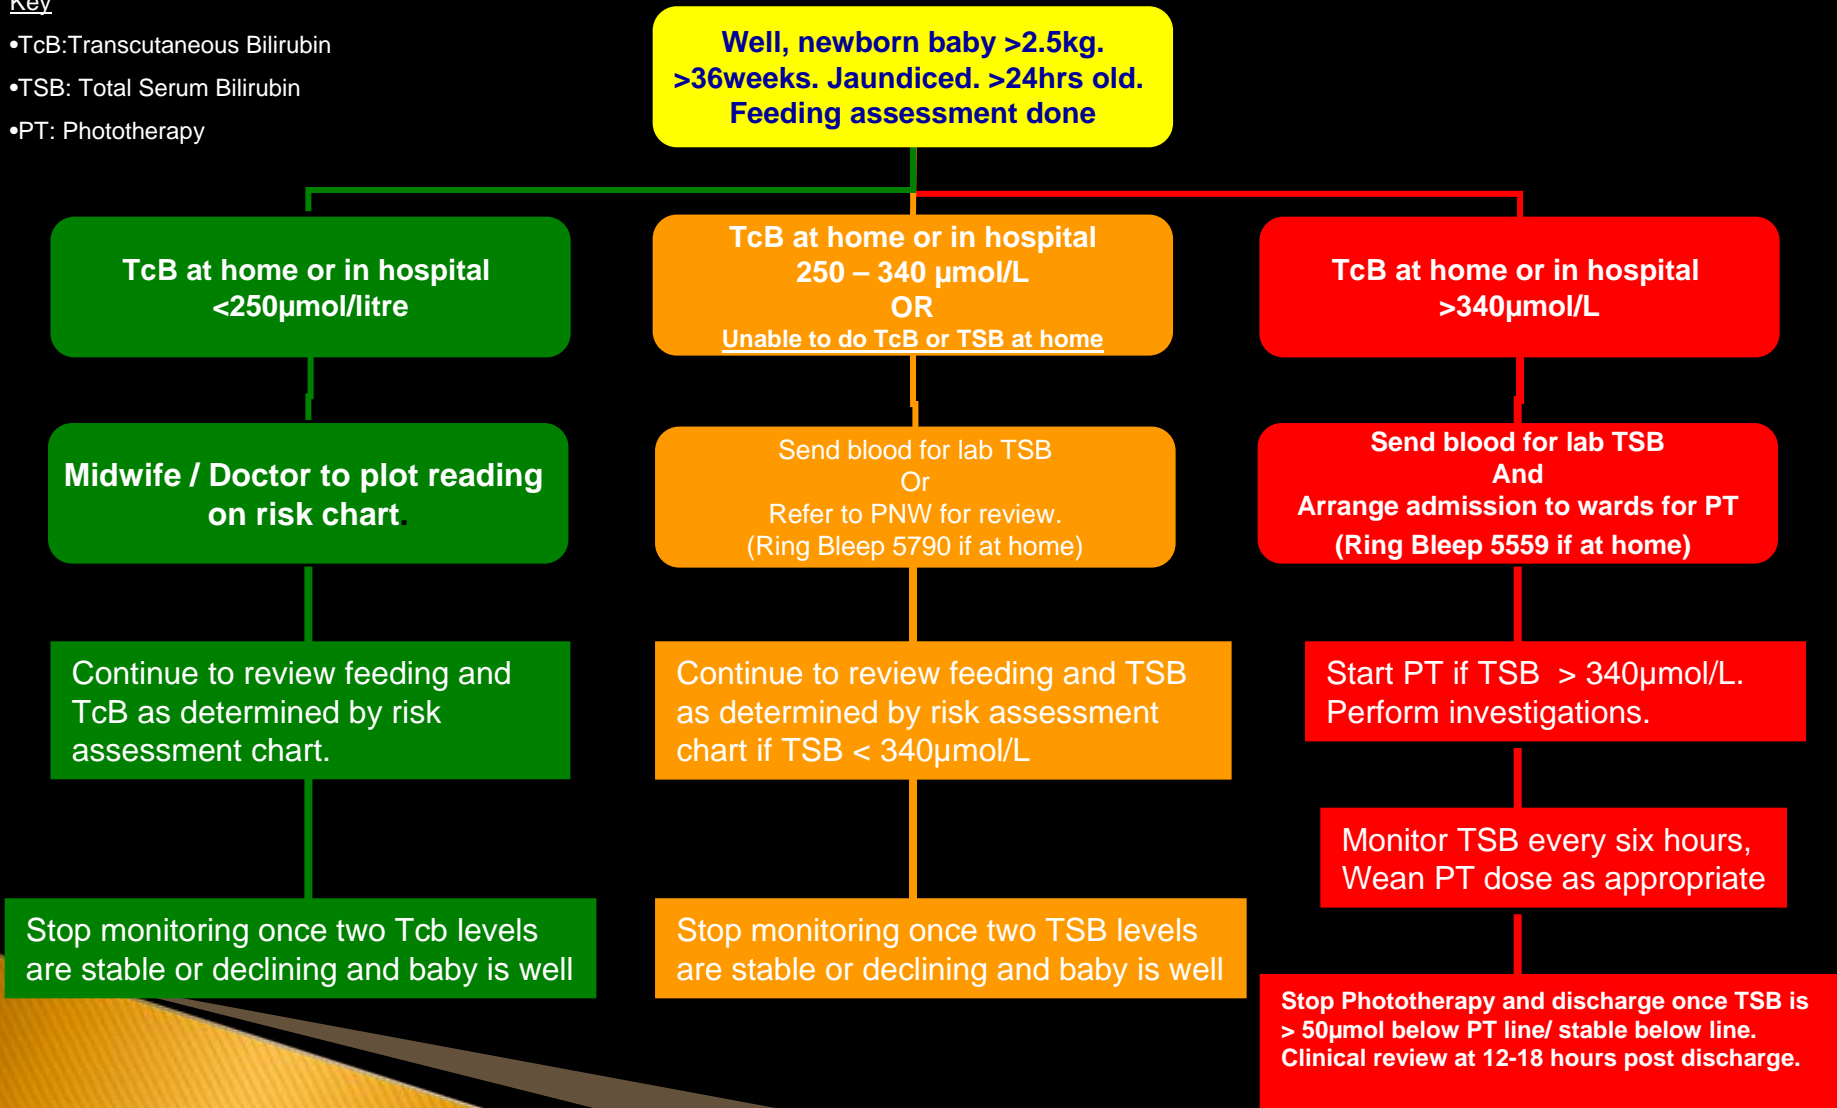 Key
•TcB:Transcutaneous Bilirubin
•TSB: Total Serum Bilirubin
•PT: Phototherapy
Well, newborn baby >2.5kg.
>36weeks. Jaundiced. >24hrs old.
Feeding assessment done
TcB at home or in hospital
<250µmol/litre
TcB at home or in hospital
250 – 340 µmol/L
OR
Unable to do TcB or TSB at home
TcB at home or in hospital
>340µmol/L
Midwife / Doctor to plot reading
on risk chart.
Send blood for lab TSB
Or
Refer to PNW for review.
(Ring Bleep 5790 if at home)
Send blood for lab TSB
And
Arrange admission to wards for PT
(Ring Bleep 5559 if at home)
Continue to review feeding and
TcB as determined by risk
assessment chart.
Continue to review feeding and TSB
as determined by risk assessment
chart if TSB < 340µmol/L
Start PT if TSB  > 340µmol/L.
Perform investigations.
Monitor TSB every six hours,
Wean PT dose as appropriate
Stop monitoring once two Tcb levels
are stable or declining and baby is well
Stop monitoring once two TSB levels
are stable or declining and baby is well
Stop Phototherapy and discharge once TSB is
> 50µmol below PT line/ stable below line.
Clinical review at 12-18 hours post discharge.